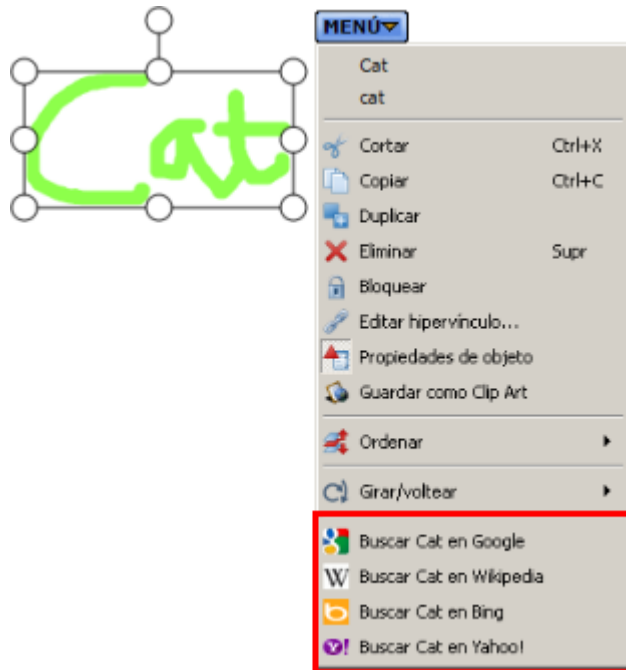 Cat
MENÚ
Cat
cat
Cortar Ctrl+X
Copiar Ctrl+C
Duplicar
Eliminar Supr
Bloquear
Editar hipervínculo...
Propiedades de objeto
Guardar como Clip Art
Ordenar
Girar/voltear
Buscar Cat en Google
W Buscar Cat en Wikipedia
b Buscar Cat en Bing
Y! Buscar Cat en Yahoo!